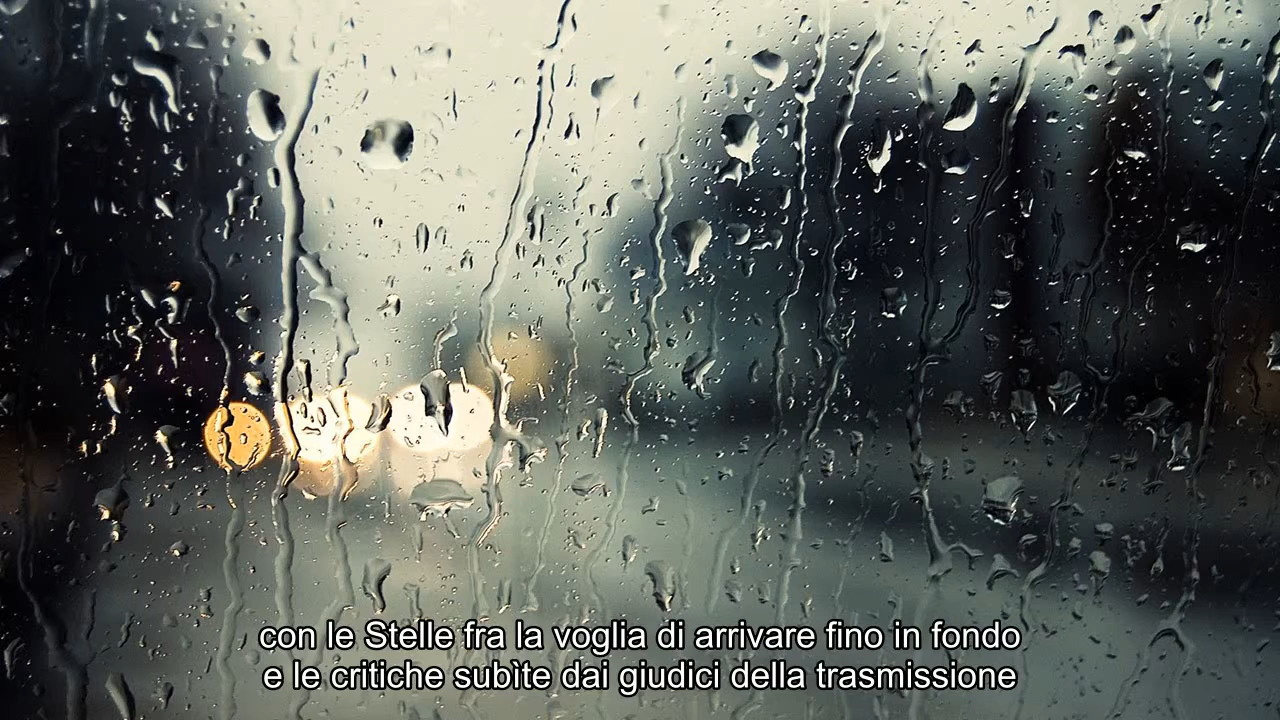 con le Stelle fra la voglia di arrivare fino in fondo
e le critiche subìte dai giudici della trasmissione